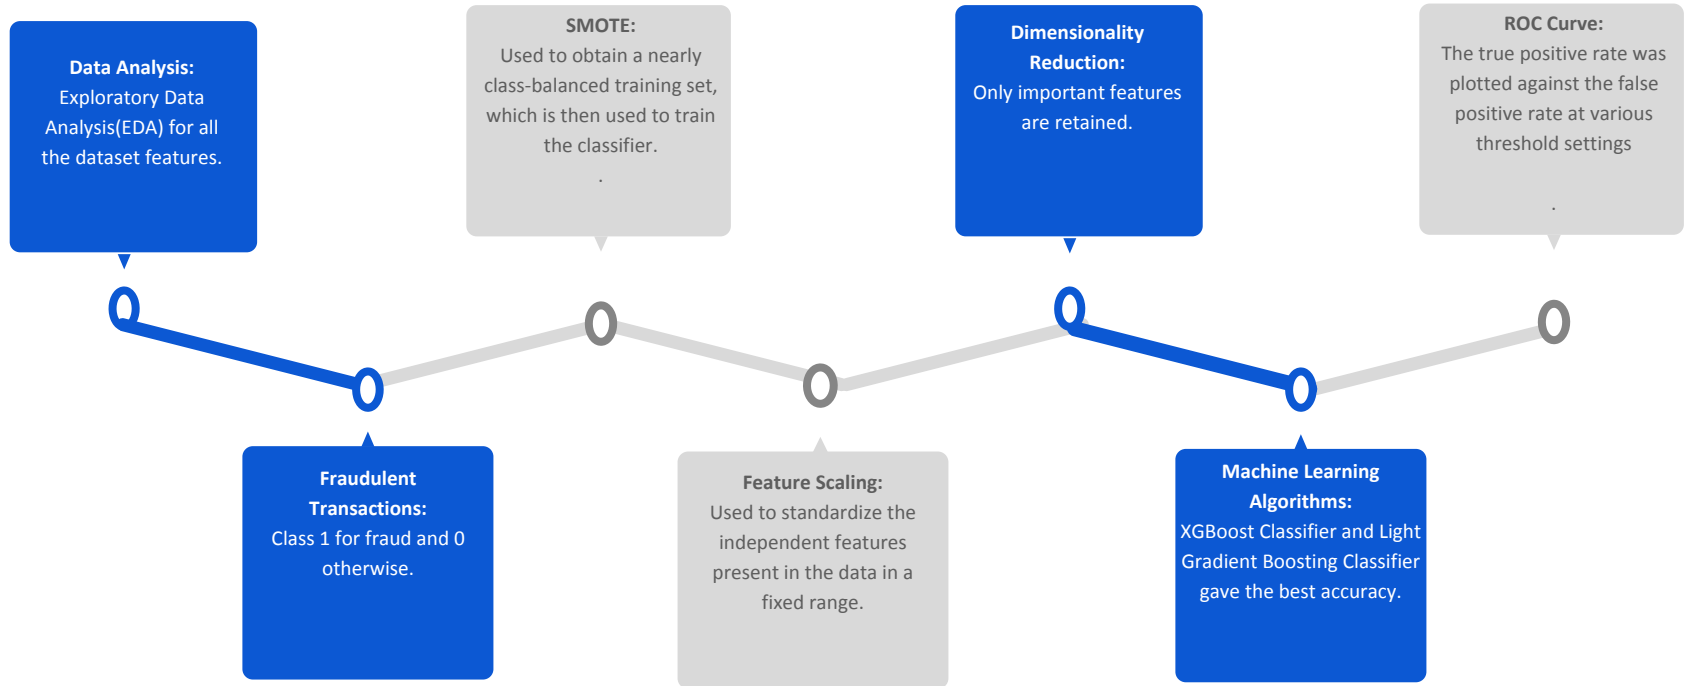 Data Analysis:
Exploratory Data
Analysis(EDA) for all
the dataset features.
Fraudulent
Transactions:
Class 1 for fraud and 0
otherwise.
SMOTE:
Used to obtain a nearly
class-balanced training set,
which is then used to train
the classifier.
.
Feature Scaling:
Used to standardize the
independent features
present in the data in a
fixed range.
Dimensionality
Reduction:
Only important features
are retained.
Machine Learning
Algorithms:
XGBoost Classifier and Light
Gradient Boosting Classifier
gave the best accuracy.
ROC Curve:
The true positive rate was
plotted against the false
positive rate at various
threshold settings
.